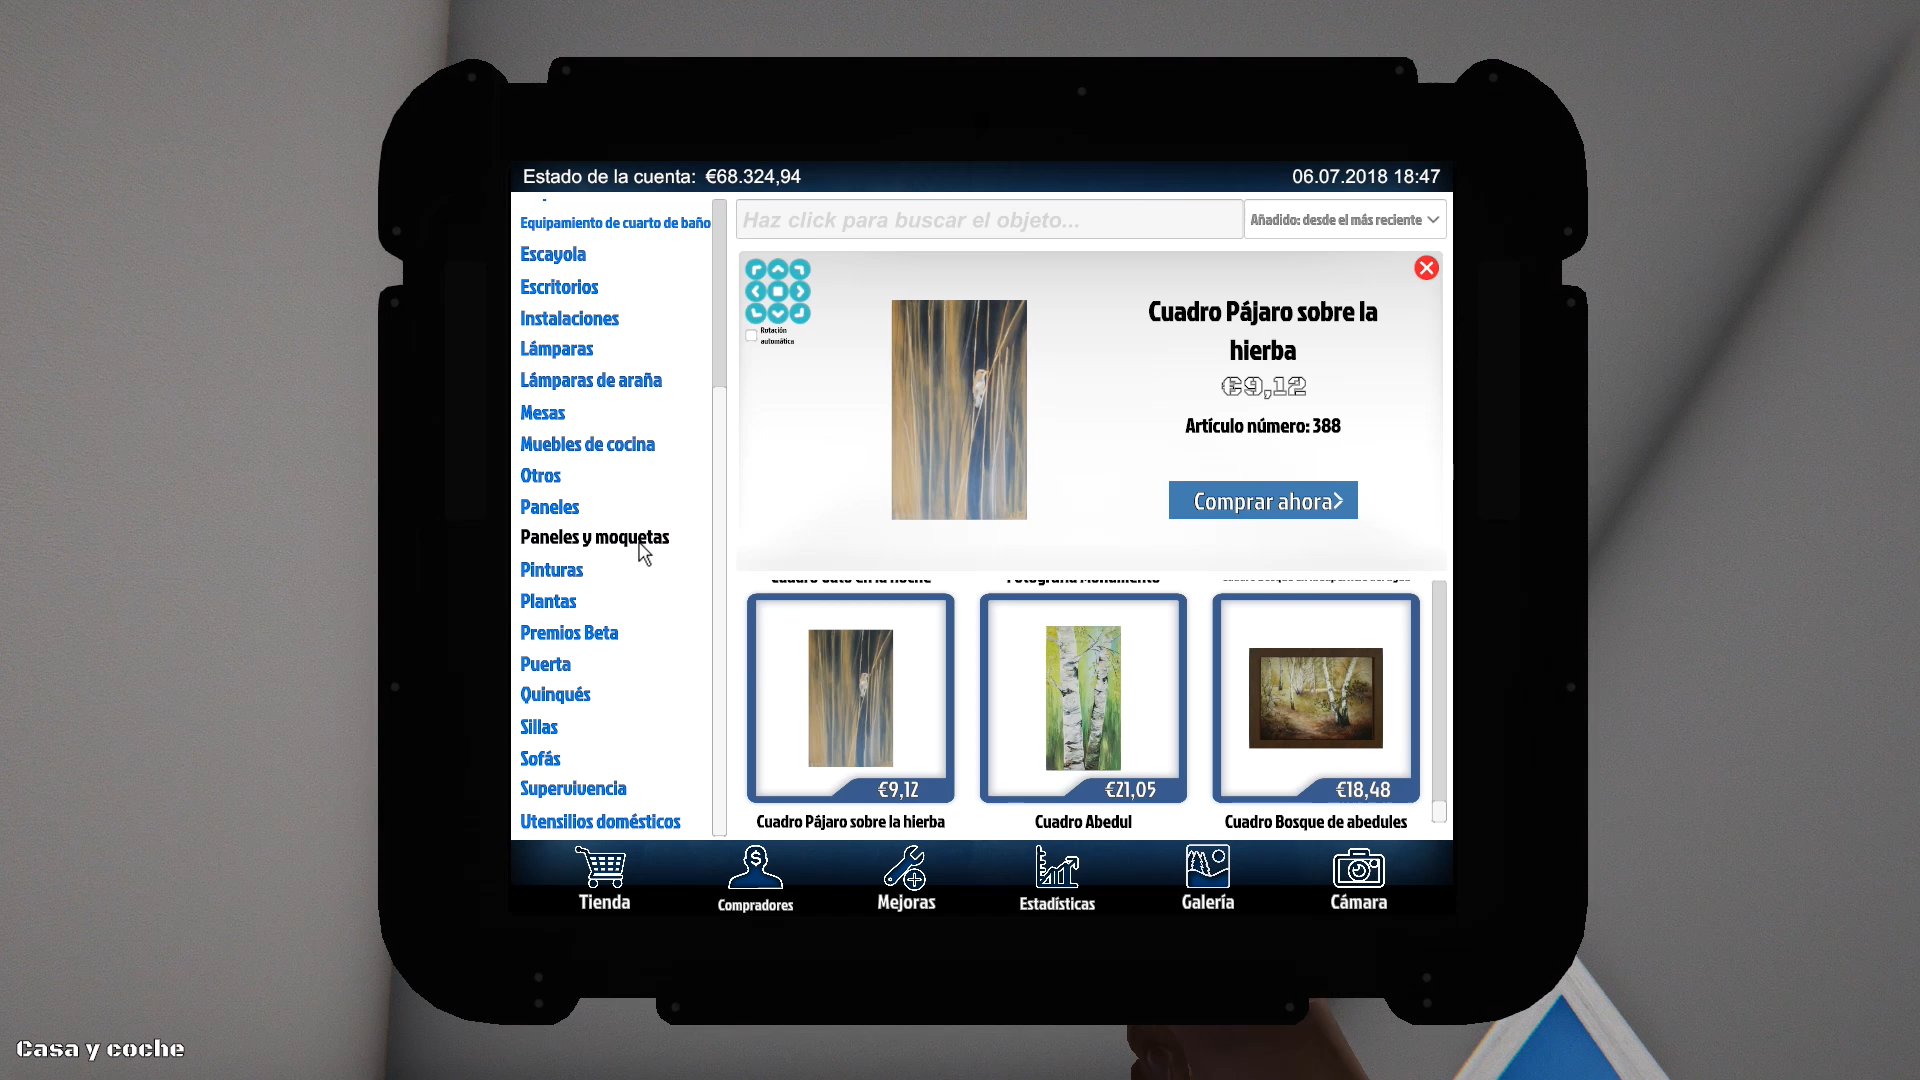 Estado de la cuenta: €68.324,94
06.07.2018 18:47
Equipamiento de cuarto de baño
Escayola
Escritorios
Instalaciones
Lámparas
Lámparas de araña
Mesas
Muebles de cocina
Otros
Paneles
Paneles y moquetas
Pinturas
Plantas
Premios Beta
Puerta
Quinqués
Sillas
Sofás
Supervivencia
Utensilios domésticos
Haz click para buscar el objeto...
Añadido: desde el más reciente
Rotación
automática
Cuadro Pájaro sobre la
hierba
€9,12
Artículo número: 388
Comprar ahora
€9,12
€21,05
€18,48
Cuadro Pájaro sobre la hierba
Cuadro Abedul
Cuadro Bosque de abedules
Tienda
Compradores
Mejoras
Estadísticas
Galería
Cámara
Casa y coche